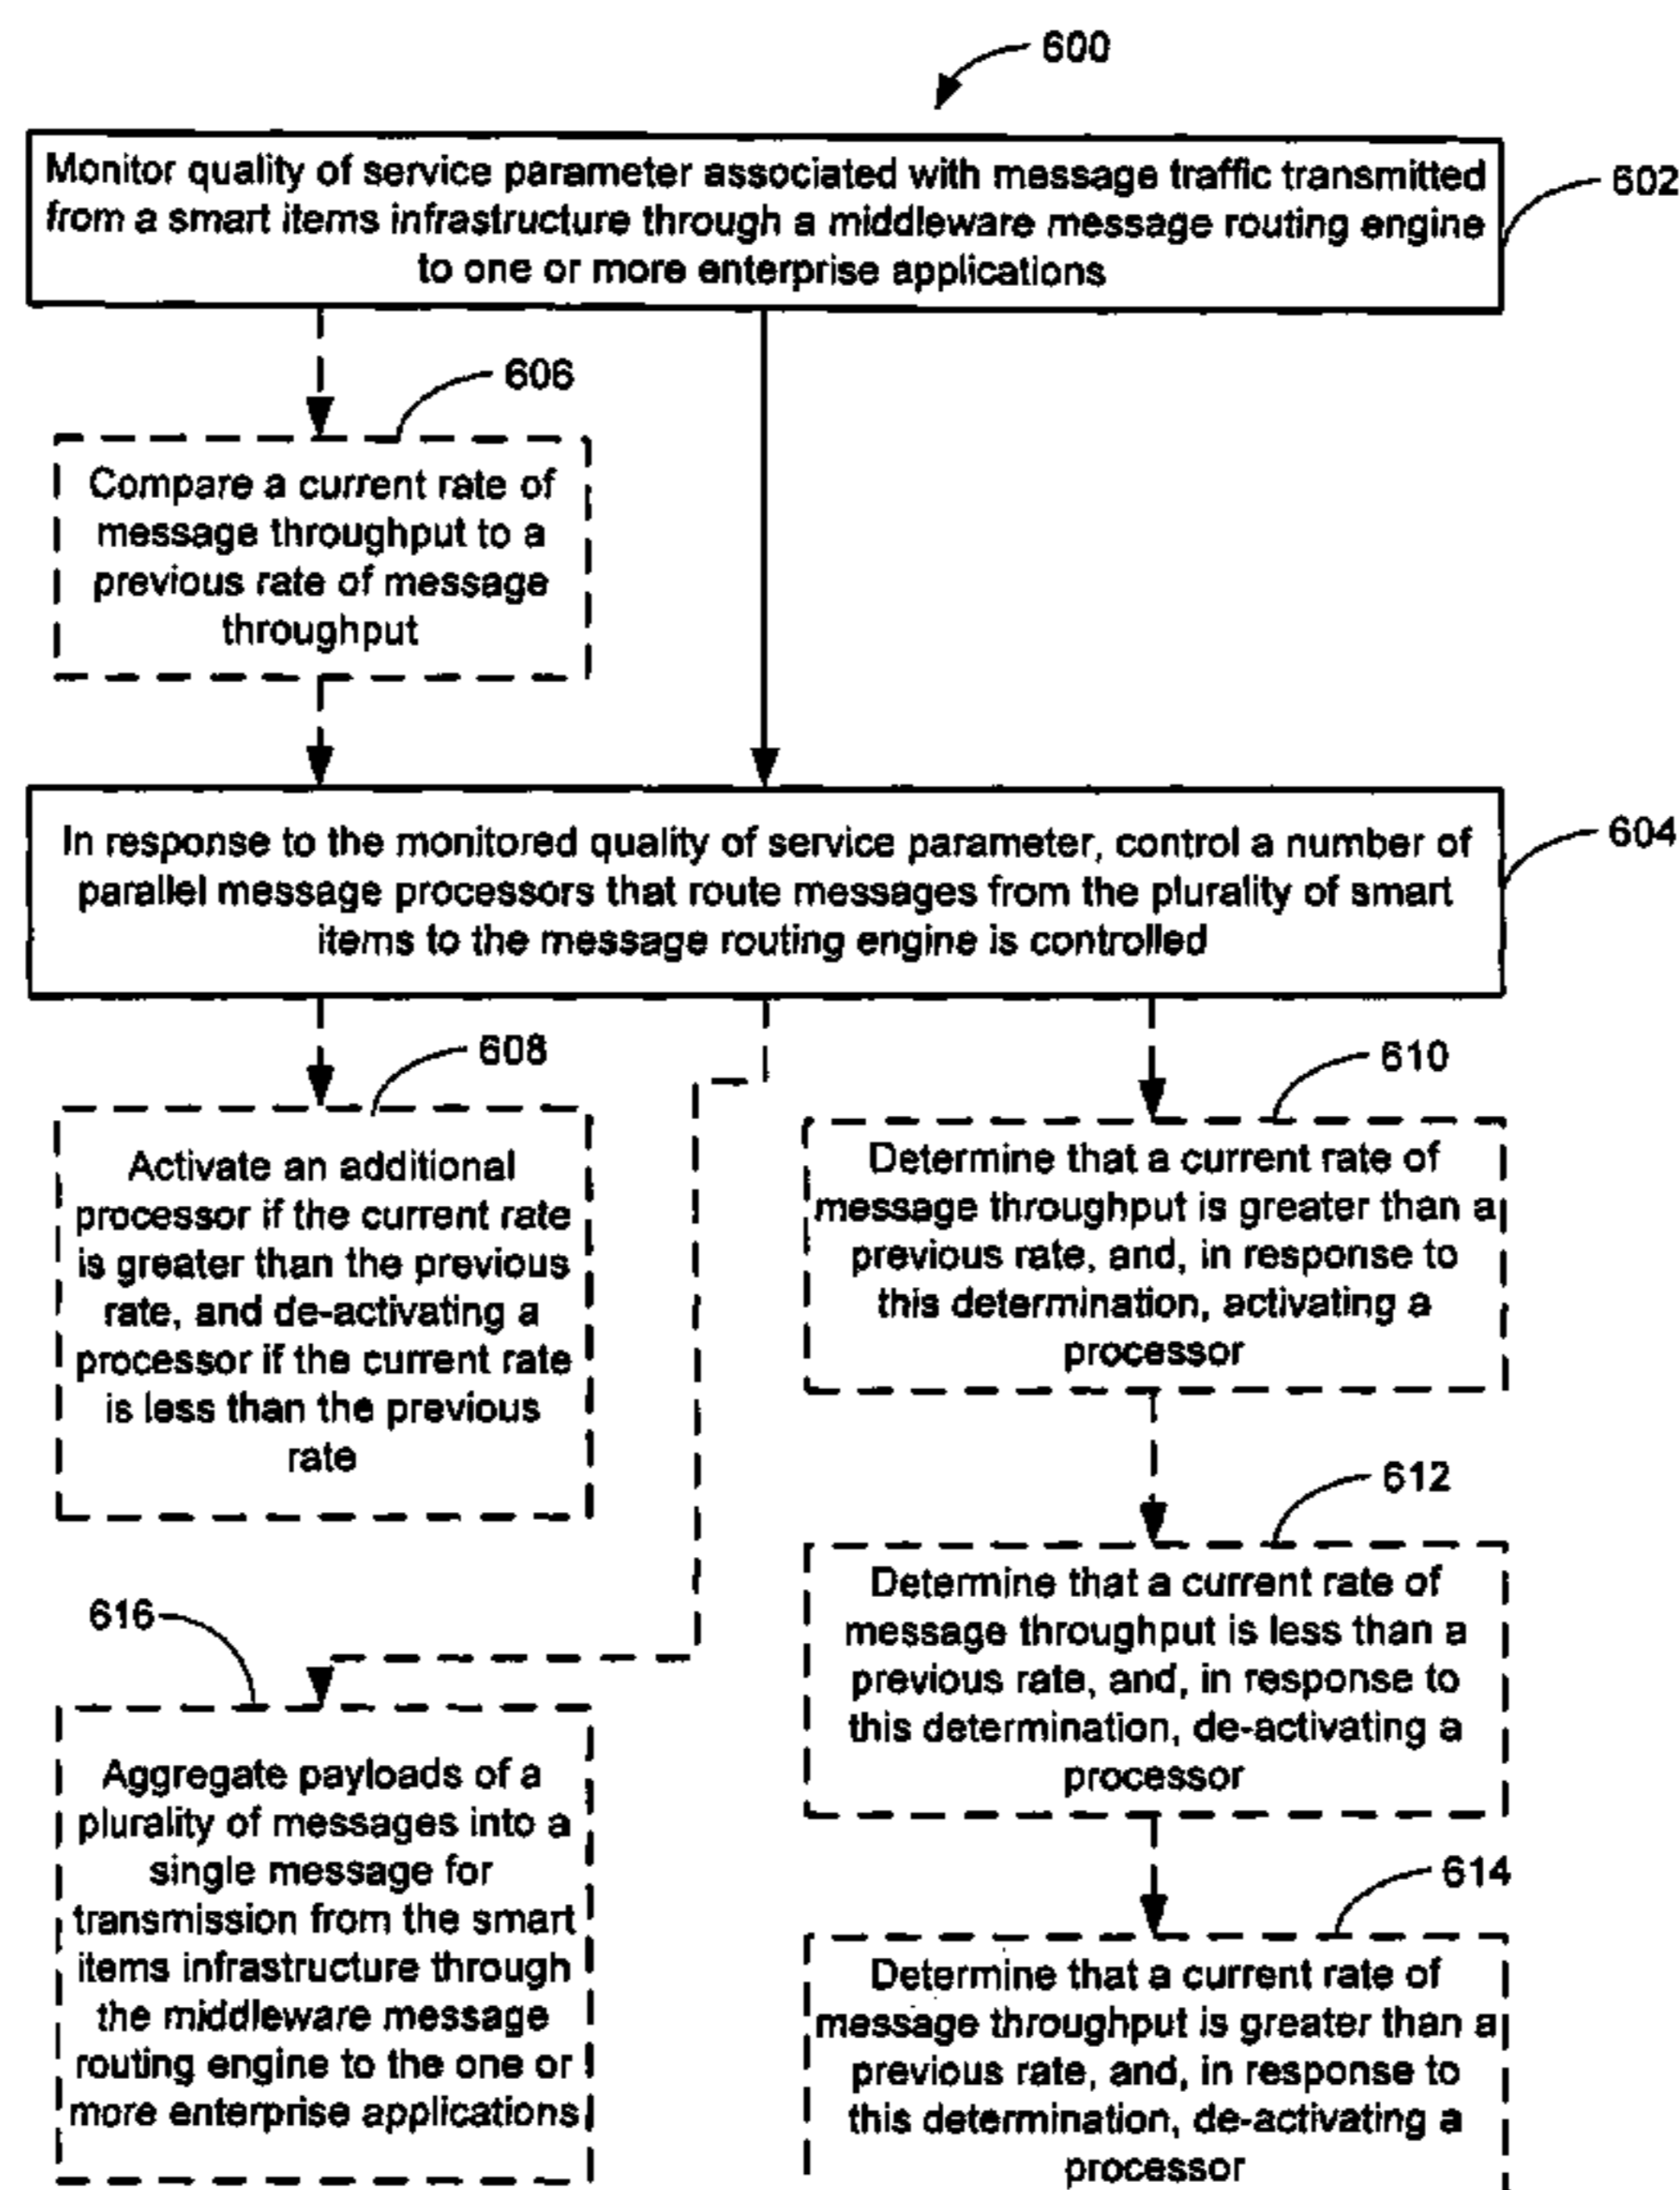 600
Monitor quality of service parameter associated with message traffic transmitted
from a smart items infrastructure through a middleware message routing engine
to one or more enterprise applications
602
606
Compare a current rate of
message throughput to a
previous rate of message
throughput
In response to the monitored quality of service parameter, control a number of
parallel message processors that route messages from the plurality of smart
items to the message routing engine is controlled
604
608
Activate an additional
processor if the current rate
is greater than the previous
rate, and de-activating a
processor if the current rate
is less than the previous
rate
610
Determine that a current rate of
message throughput is greater than a
previous rate, and, in response to
this determination, activating a
processor
612
Determine that a current rate of
message throughput is less than a
previous rate, and, in response to
this determination, de-activating a
processor
616
Aggregate payloads of a
plurality of messages into a
single message for
transmission from the smart
items infrastructure through
the middleware message
routing engine to the one or
more enterprise applications
614
Determine that a current rate of
message throughput is greater than a
previous rate, and, in response to
this determination, de-activating a
processor